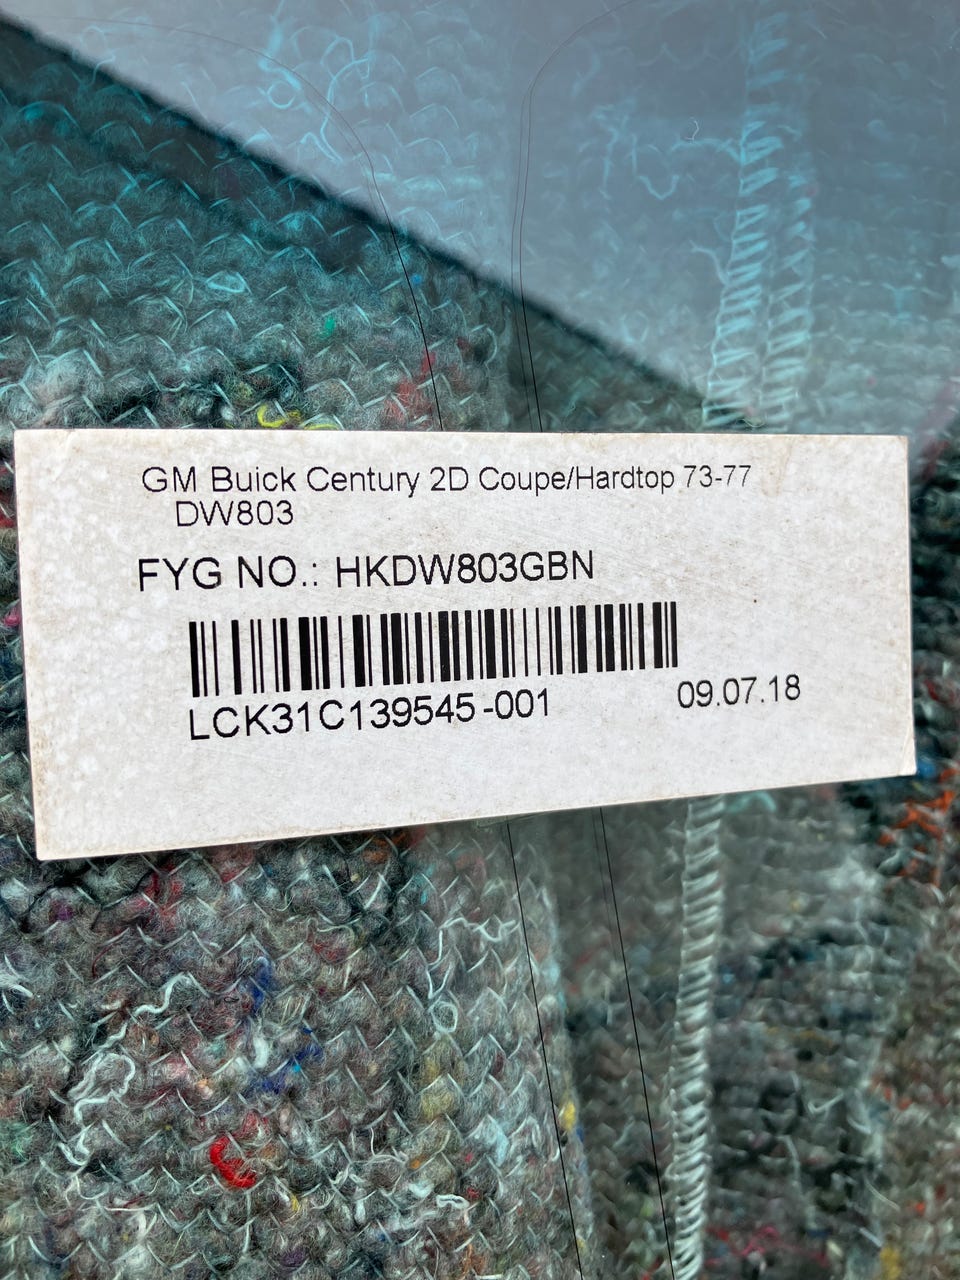 GM Buick Century 2D Coupe/Hardtop 73-77
DW803
FYG NO.: HKDW803GBN
LCK31C139545-001 09.07.18